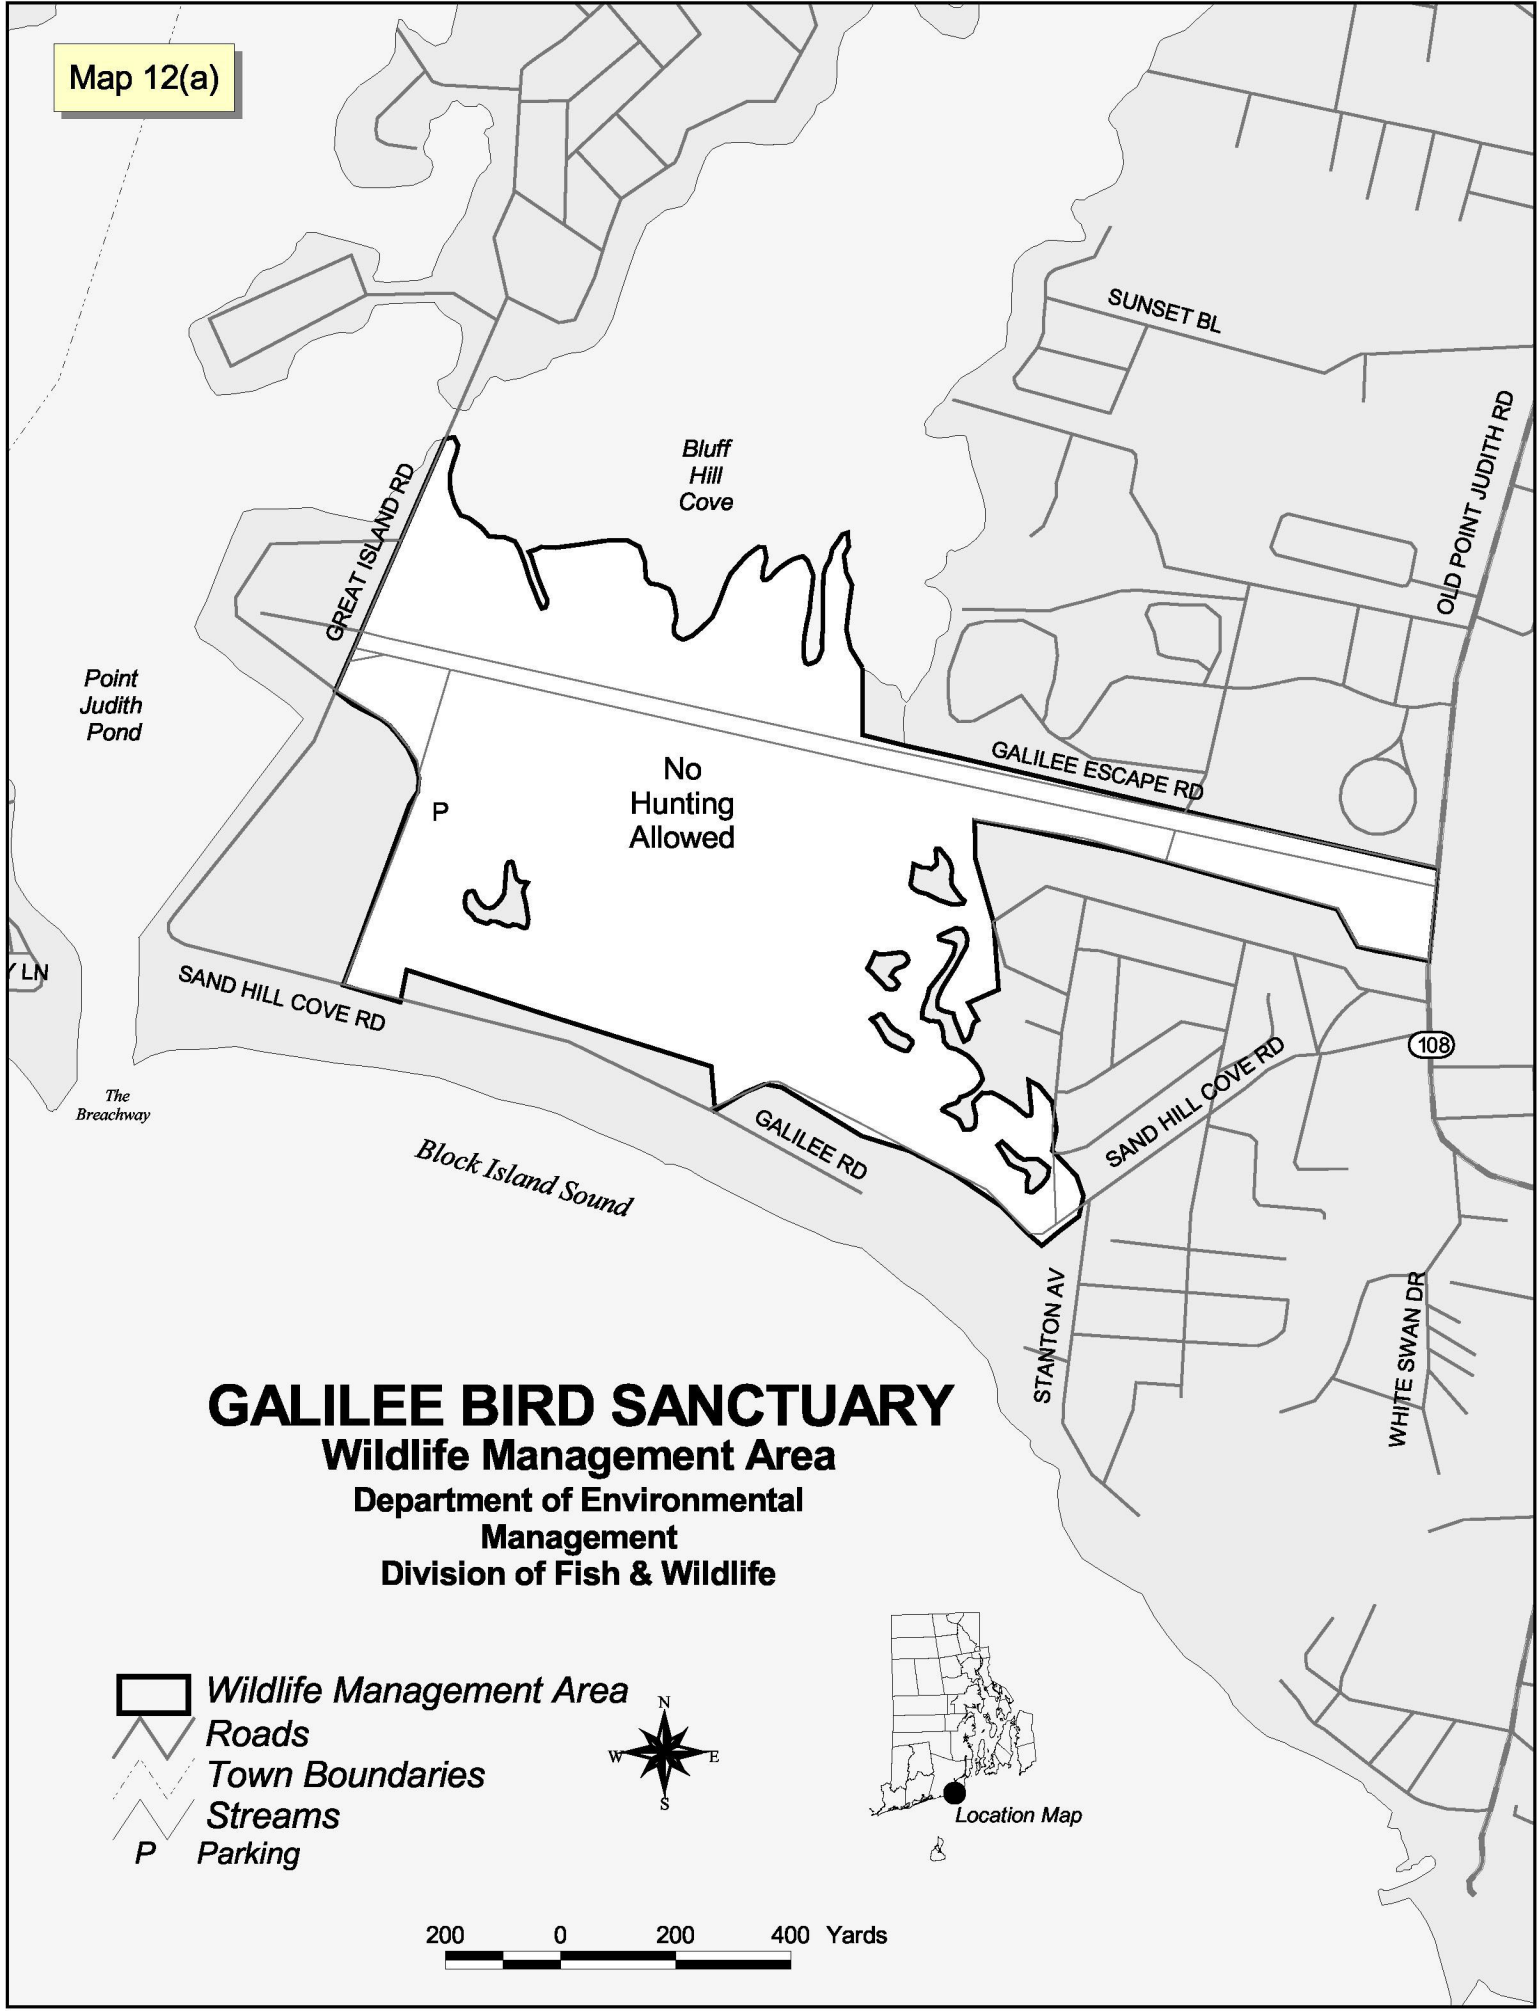 Map 12(a)
SUNSET BL
OLD POINT JUDITH RD
Bluff
Hill
Cove
GREAT ISLAND RD
Point
Judith
Pond
No
Hunting
Allowed
GALILEE ESCAPE RD
P
Y LN
SAND HILL COVE RD
108
The
Breachway
SAND HILL COVE RD
GALILEE RD
Block Island Sound
STANTON AV
WHITE SWAN DR
GALILEE BIRD SANCTUARY
Wildlife Management Area
Department of Environmental
Management
Division of Fish & Wildlife
Wildlife Management Area
Roads
Town Boundaries
Streams
P Parking
N
W E
S
Location Map
200 0 200 400 Yards